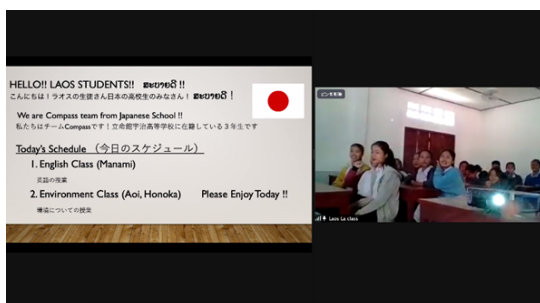 HELLO!! LAOS STUDENTS!! ສະບາຍດີ !!
こんにちは！ラオスの生徒さん日本の高校生のみなさん！ ສະບາຍດີ！
We are Compass team from Japanese School !!
私たちはチームCompassです！立命館宇治高等学校に在籍している３年生です
Today's Schedule （今日のスケジュール）
1. English Class (Manami)
英語の授業
2. Environment Class (Aoi, Honoka) Please Enjoy Today !!
環境についての授業
Laos La class